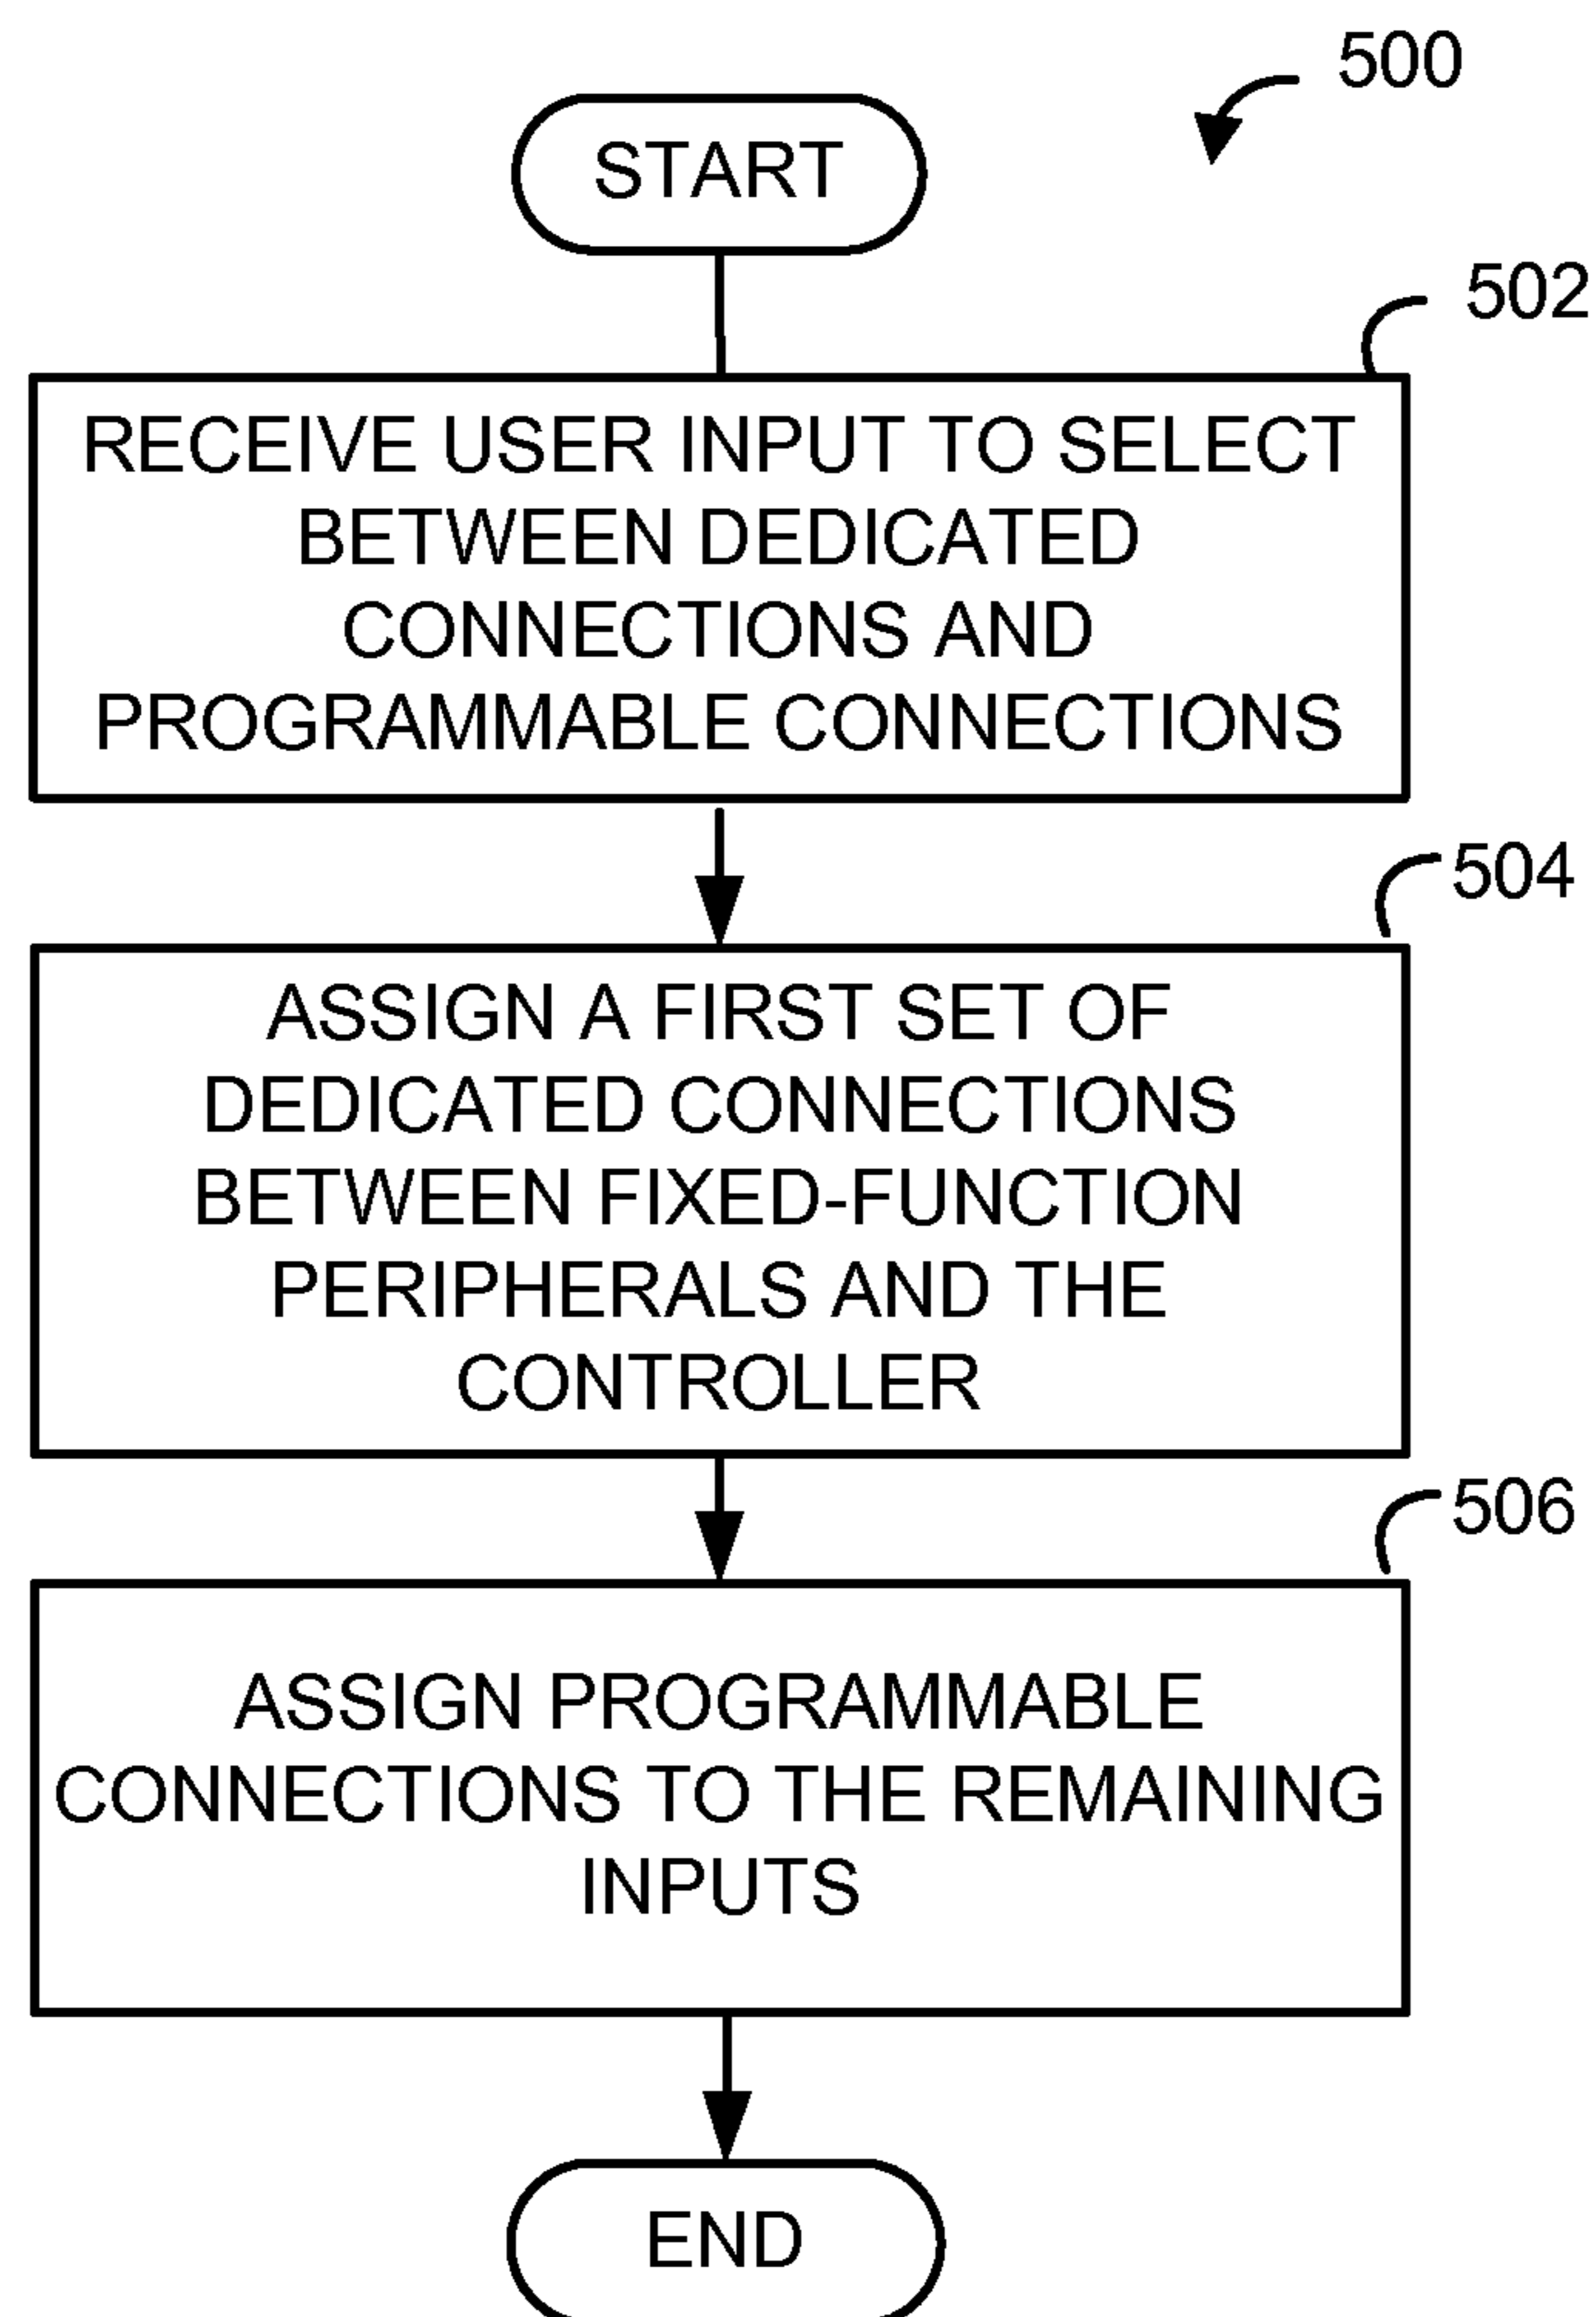 500
START
502
RECEIVE USER INPUT TO SELECT
BETWEEN DEDICATED
CONNECTIONS AND
PROGRAMMABLE CONNECTIONS
504
ASSIGN A FIRST SET OF
DEDICATED CONNECTIONS
BETWEEN FIXED-FUNCTION
PERIPHERALS AND THE
CONTROLLER
506
ASSIGN PROGRAMMABLE
CONNECTIONS TO THE REMAINING
INPUTS
END